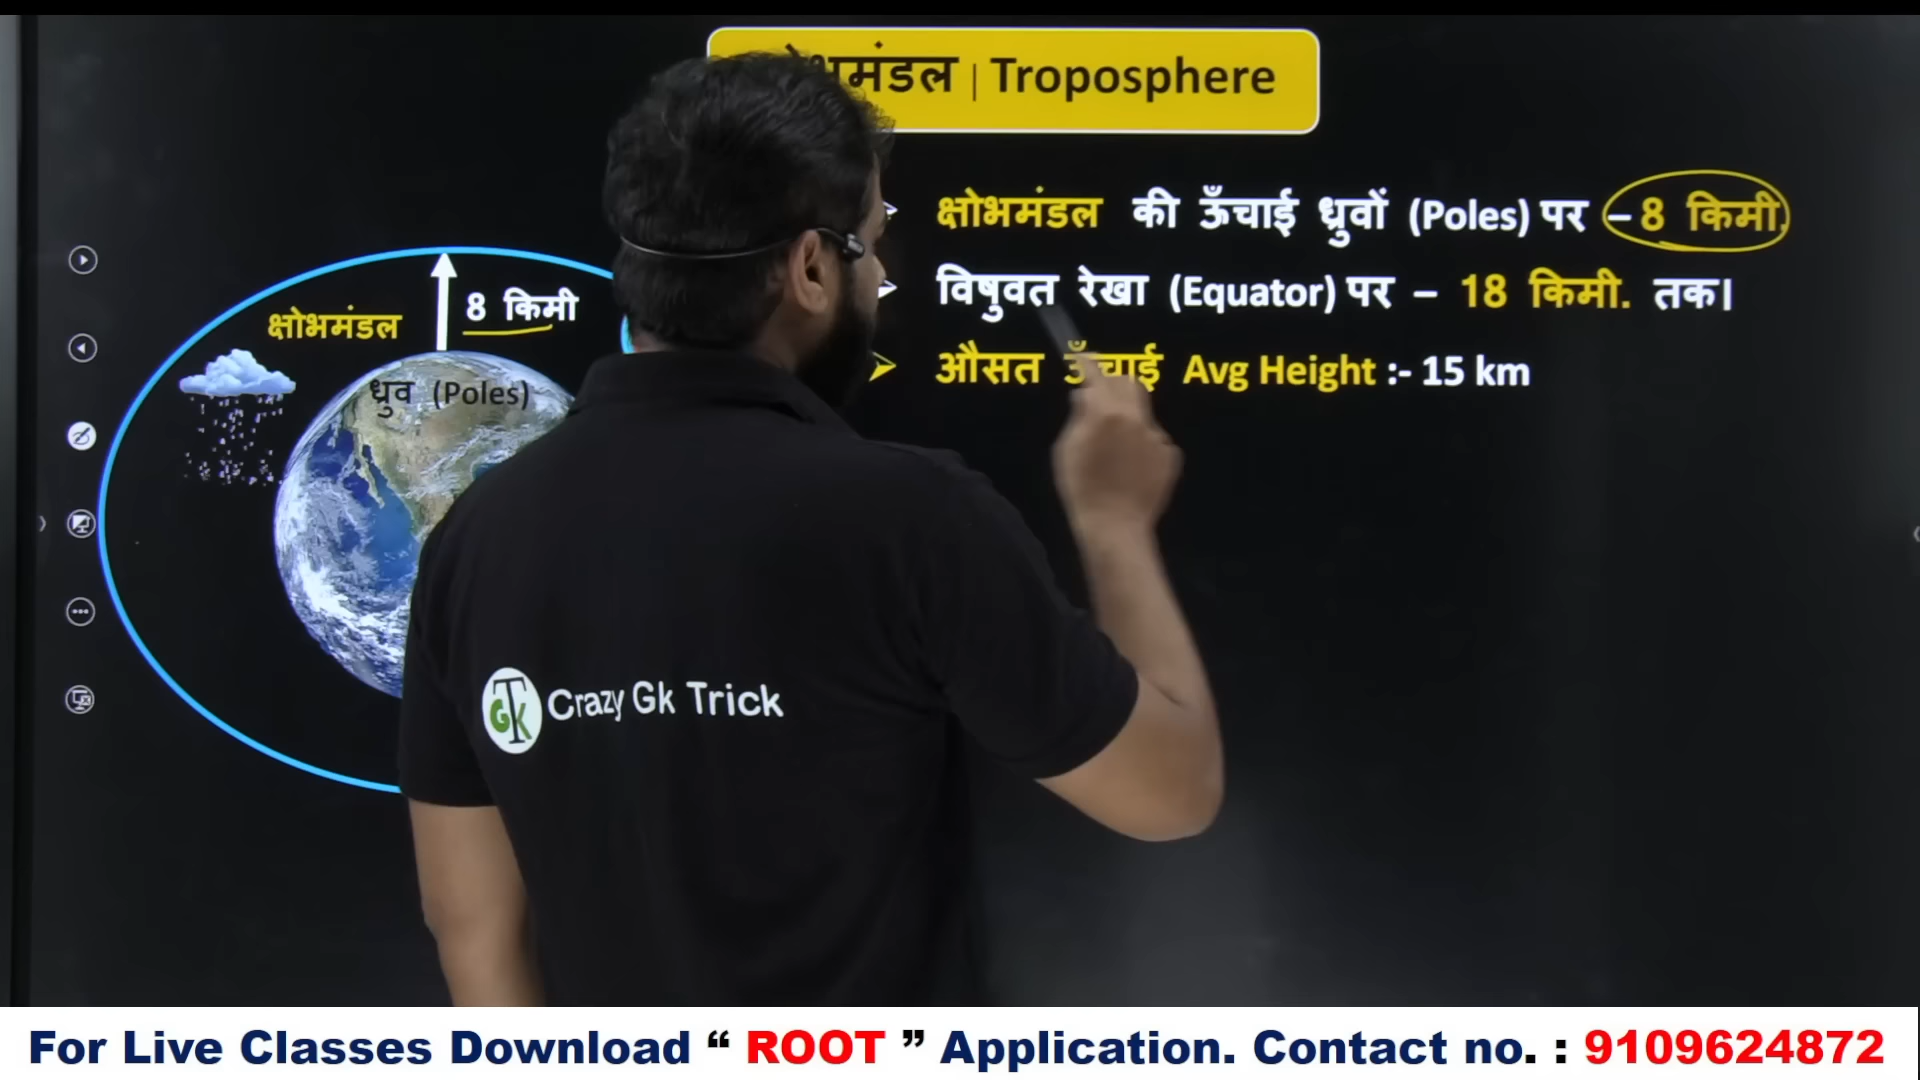 मंडल | Troposphere
क्षोभमंडल की ऊँचाई ध्रुवों (Poles) पर – 8 किमी.
विषुवत रेखा (Equator) पर – 18 किमी. तक।
औसत ऊँचाई Avg Height :- 15 km
8 किमी
क्षोभमंडल
ध्रुव (Poles)
GTK Crazy Gk Trick
For Live Classes Download “ ROOT ” Application. Contact no. : 9109624872